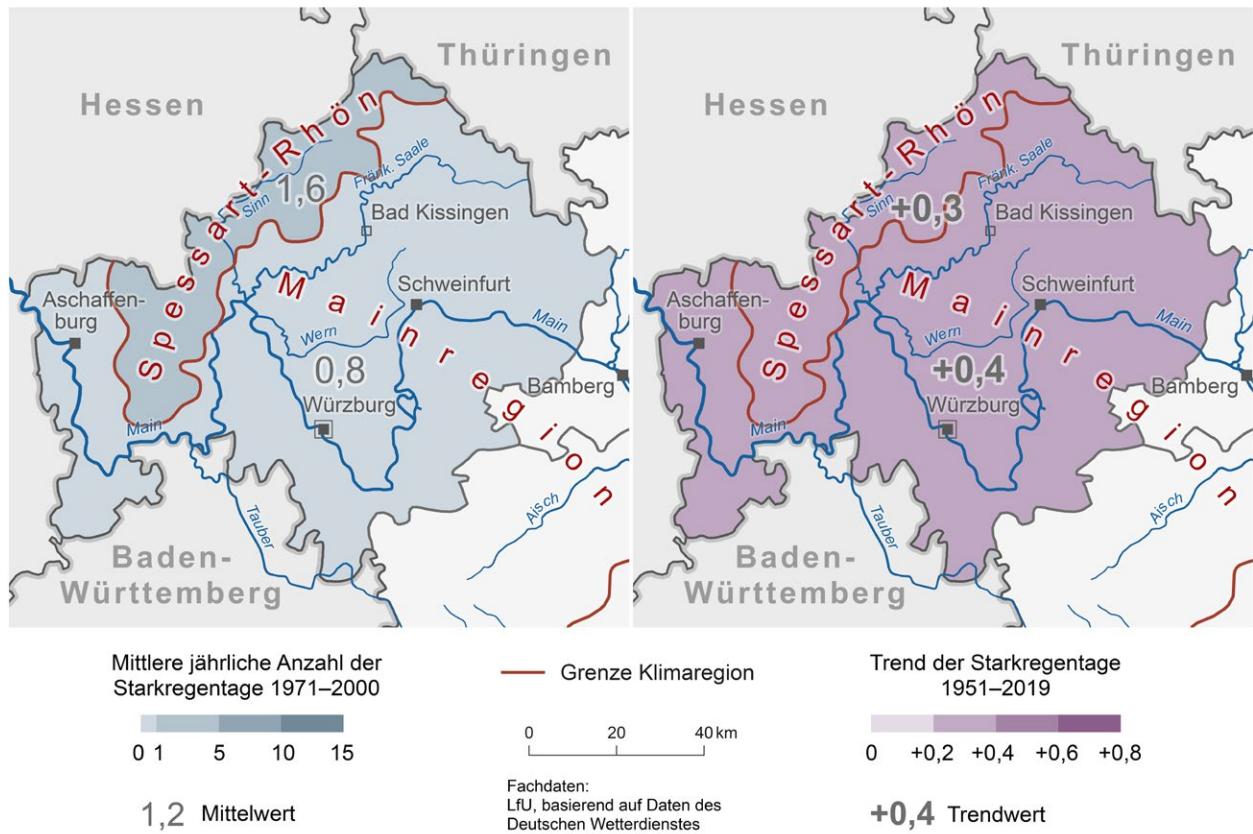 Thüringen
Hessen
Spessart-Rhön
Sinn
Fränk. Saale
1,6
Bad Kissingen
Mainregion
Aschaffen-
burg
Schweinfurt
Main
Wern
0,8
Würzburg
Bamberg
Main
Tauber
Aisch
Baden-
Württemberg
Thüringen
Hessen
Spessart-Rhön
Sinn
Fränk. Saale
+0,3
Bad Kissingen
Mainregion
Aschaffen-
burg
Schweinfurt
Main
Wern
+0,4
Würzburg
Bamberg
Main
Tauber
Aisch
Baden-
Württemberg
Mittlere jährliche Anzahl der
Starkregentage 1971–2000
0 1 5 10 15
1,2 Mittelwert
Grenze Klimaregion
0 20 40 km
Fachdaten:
LfU, basierend auf Daten des
Deutschen Wetterdienstes
Trend der Starkregentage
1951–2019
0 +0,2 +0,4 +0,6 +0,8
+0,4 Trendwert